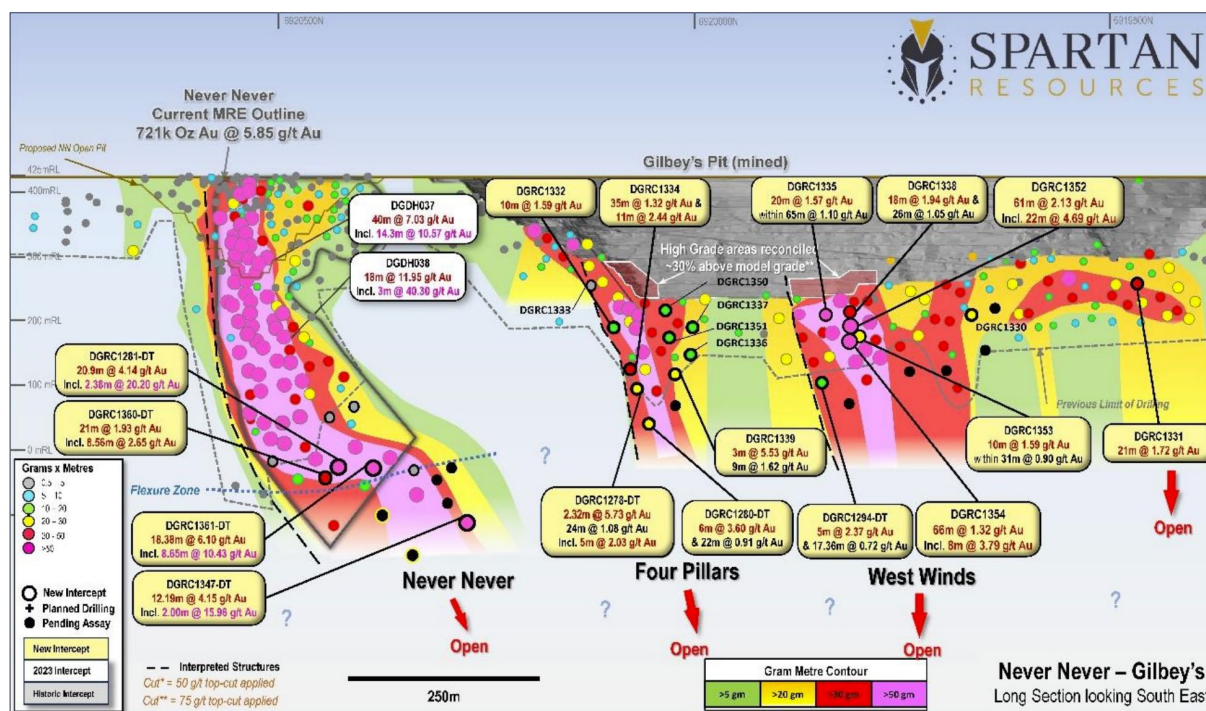 6920500N
6920000N
SPARTAN
RESOURCES
Never Never
Current MRE Outline
721k Oz Au @ 5.85 g/t Au
Proposed NN Open Pit
Gilbey's Pit (mined)
400mRL
200 mRL
100 mRL
0 mRL
DGDH037
40m @ 7.03 g/t Au
Incl. 14.3m @ 10.57 g/t Au
DGDH038
18m @ 11.95 g/t Au
Incl. 3m @ 40.30 g/t Au
DGRC1332
10m @ 1.59 g/t Au
DGRC1334
35m @ 1.32 g/t Au &
11m @ 2.44 g/t Au
DGRC1335
20m @ 1.57 g/t Au
within 65m @ 1.10 g/t Au
DGRC1338
18m @ 1.94 g/t Au &
26m @ 1.05 g/t Au
DGRC1352
61m @ 2.13 g/t Au
Incl. 22m @ 4.69 g/t Au
High Grade areas reconciled
~30% above model grade**
DGRC1333
DGRC1350
DGRC1337
DGRC1351
DGRC1336
DGRC1330
Previous Limit of Drilling
DGRC1281-DT
20.9m @ 4.14 g/t Au
Incl. 2.38m @ 20.20 g/t Au
DGRC1360-DT
21m @ 1.93 g/t Au
Incl. 8.56m @ 2.65 g/t Au
Flexure Zone
DGRC1361-DT
18.38m @ 6.10 g/t Au
Incl. 8.65m @ 10.43 g/t Au
DGRC1347-DT
12.19m @ 4.15 g/t Au
Incl. 2.00m @ 15.96 g/t Au
DGRC1339
3m @ 5.53 g/t Au
9m @ 1.62 g/t Au
DGRC1278-DT
2.32m @ 5.73 g/t Au
24m @ 1.08 g/t Au
Incl. 5m @ 2.03 g/t Au
DGRC1280-DT
6m @ 3.60 g/t Au
& 22m @ 0.91 g/t Au
DGRC1294-DT
5m @ 2.37 g/t Au
& 17.36m @ 0.72 g/t Au
DGRC1354
66m @ 1.32 g/t Au
Incl. 8m @ 3.79 g/t Au
DGRC1353
10m @ 1.59 g/t Au
within 31m @ 0.90 g/t Au
DGRC1331
21m @ 1.72 g/t Au
Never Never
Four Pillars
West Winds
Open
Open
Open
Open
?
?
?
?
?
Grams x Metres
0.5 - 5
5 - 10
10 - 20
20 - 30
30 - 50
>50
New Intercept
Planned Drilling
Pending Assay
New Intercept
2023 Intercept
Historic Intercept
Interpreted Structures
Cut* = 50 g/t top-cut applied
Cut** = 75 g/t top-cut applied
250m
Gram Metre Contour
>5 gm
>20 gm
>30 gm
>50 gm
Never Never – Gilbey's
Long Section looking South East